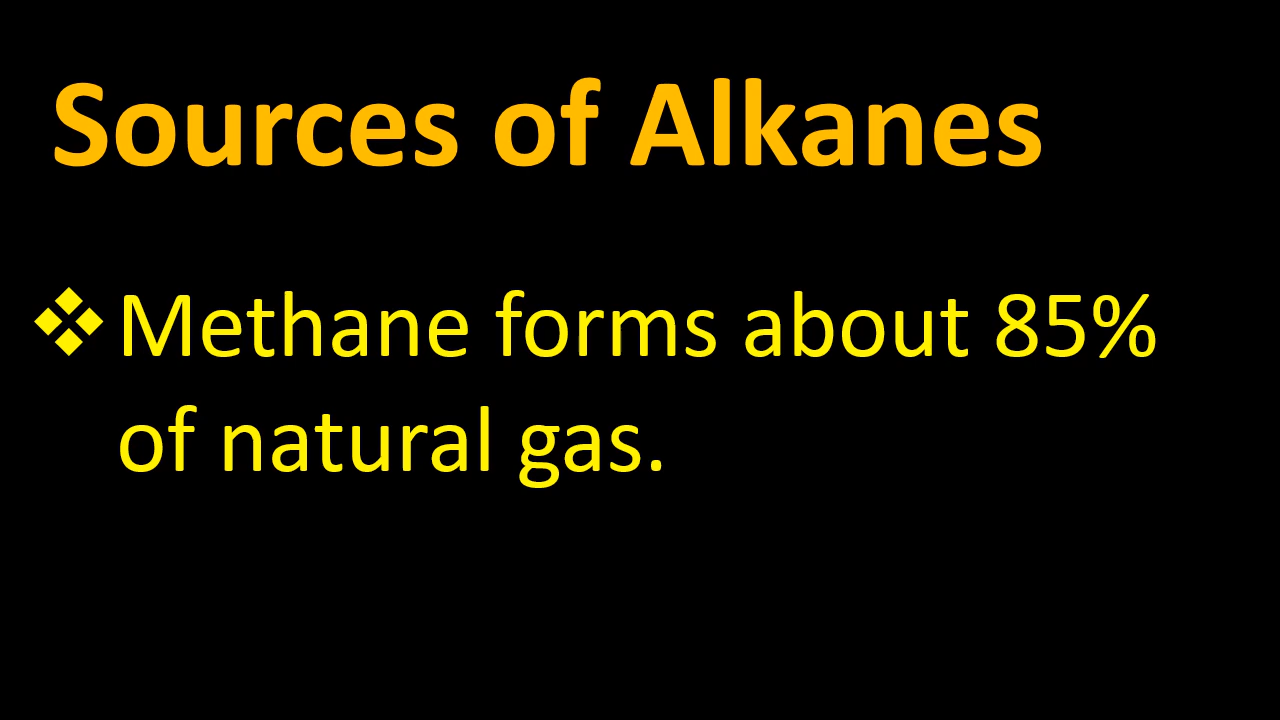 Sources of Alkanes
❖Methane forms about 85%
of natural gas.